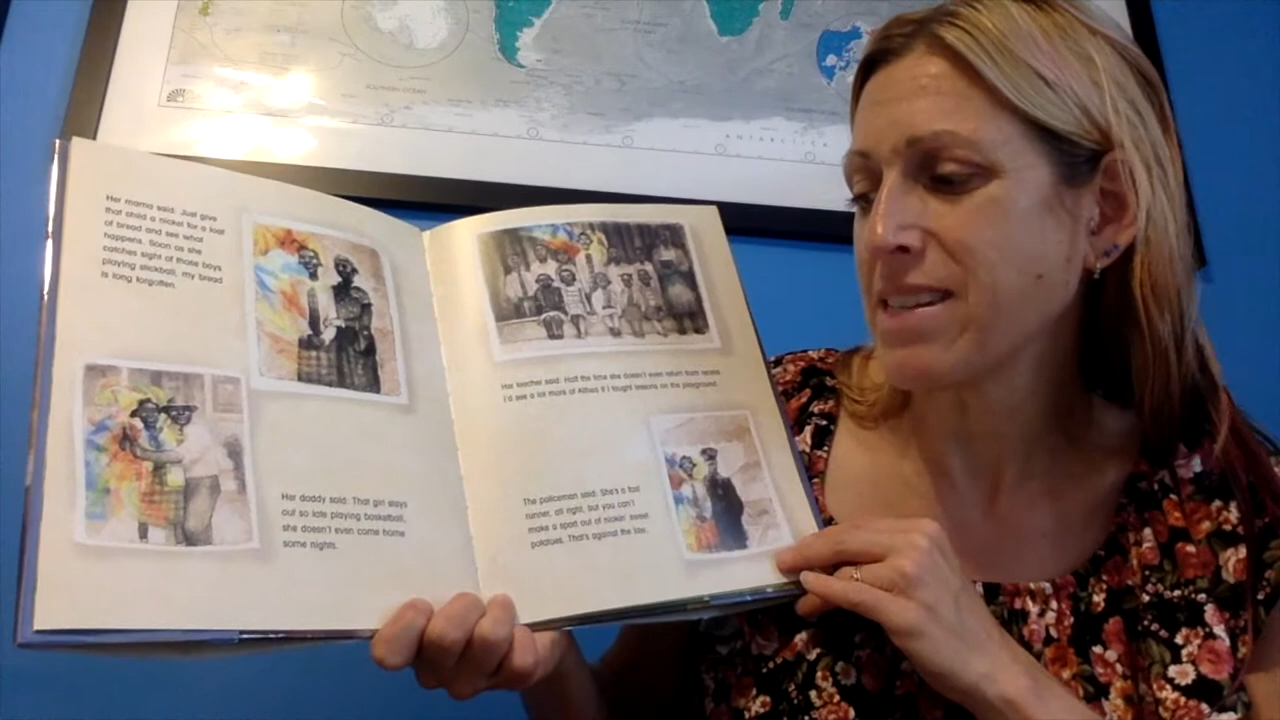 SOUTHERN OCEAN
ANTARCTICA
Her mama said: Just give
that child a nickel for a loaf
of bread and see what
happens. Soon as she
catches sight of those boys
playing stickball, my bread
is long forgotten.
Her daddy said: That girl stays
out so late playing basketball,
she doesn't even come home
some nights.
Her teacher said: Half the time she doesn't even return from recess.
I'd see a lot more of Althea if I taught lessons on the playground.
The policeman said: She's a fast
runner, all right, but you can't
make a sport out of nickin' sweet
potatoes. That's against the law.